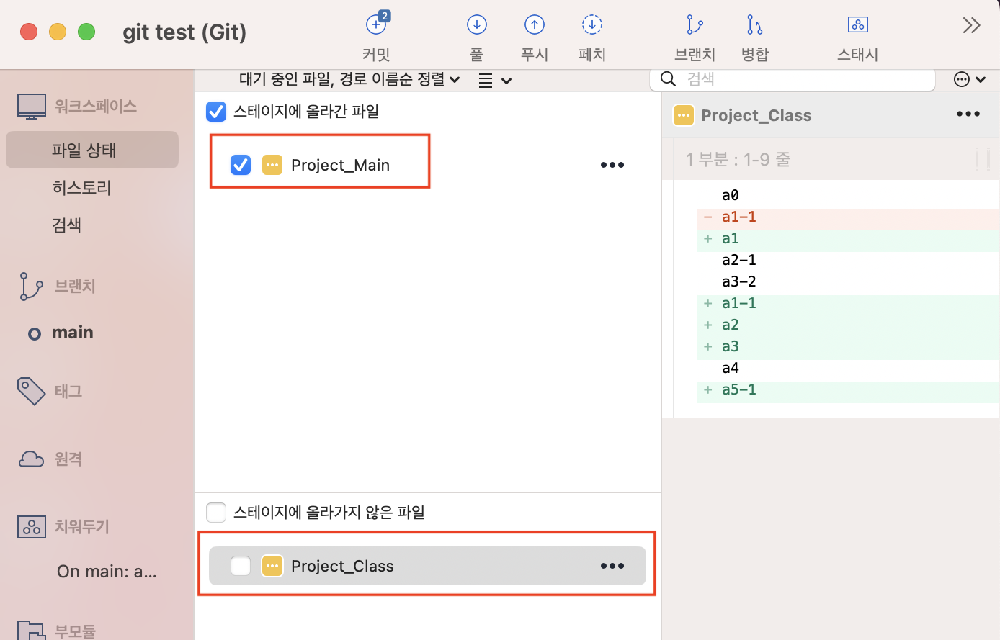 git test (Git)
2
커밋
풀
푸시
페치
브랜치
병합
스태시
워크스페이스
파일 상태
히스토리
검색
브랜치
main
태그
원격
치워두기
On main: a...
부모듈
대기 중인 파일, 경로 이름순 정렬
검색
스테이지에 올라간 파일
Project_Main
스테이지에 올라가지 않은 파일
Project_Class
Project_Class
1 부분 : 1-9 줄
a0
- a1-1
+ a1
a2-1
a3-2
+ a1-1
+ a2
+ a3
a4
+ a5-1